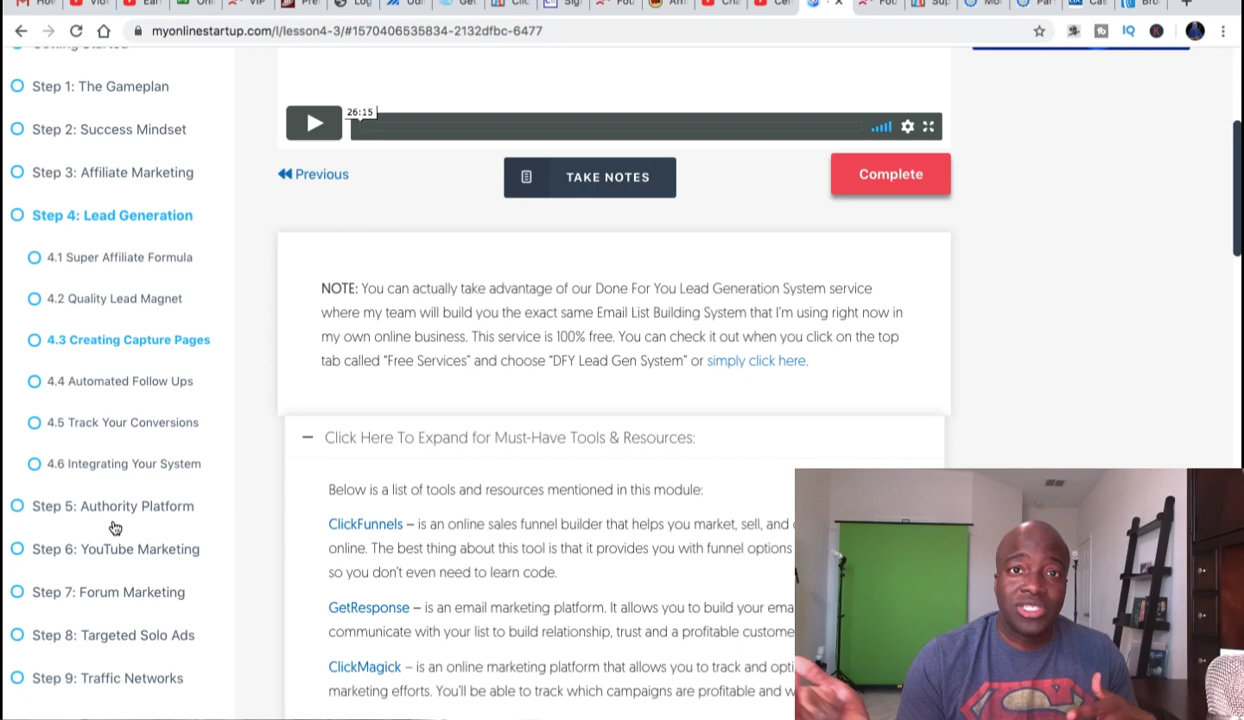 myonlinestartup.com/l/lesson4-3/#1570406535834-2132dfbc-6477
IQ
Step 1: The Gameplan
Step 2: Success Mindset
Step 3: Affiliate Marketing
Step 4: Lead Generation
4.1 Super Affiliate Formula
4.2 Quality Lead Magnet
4.3 Creating Capture Pages
4.4 Automated Follow Ups
4.5 Track Your Conversions
4.6 Integrating Your System
Step 5: Authority Platform
Step 6: YouTube Marketing
Step 7: Forum Marketing
Step 8: Targeted Solo Ads
Step 9: Traffic Networks
26:15
Previous
TAKE NOTES
Complete
NOTE: You can actually take advantage of our Done For You Lead Generation System service
where my team will build you the exact same Email List Building System that I'm using right now in
my own online business. This service is 100% free. You can check it out when you click on the top
tab called "Free Services" and choose "DFY Lead Gen System" or simply click here.
Click Here To Expand for Must-Have Tools & Resources:
Below is a list of tools and resources mentioned in this module:
ClickFunnels – is an online sales funnel builder that helps you market, sell, and
online. The best thing about this tool is that it provides you with funnel options
so you don't even need to learn code.
GetResponse – is an email marketing platform. It allows you to build your ema
communicate with your list to build relationship, trust and a profitable custome
ClickMagick – is an online marketing platform that allows you to track and opti
marketing efforts. You'll be able to track which campaigns are profitable and w